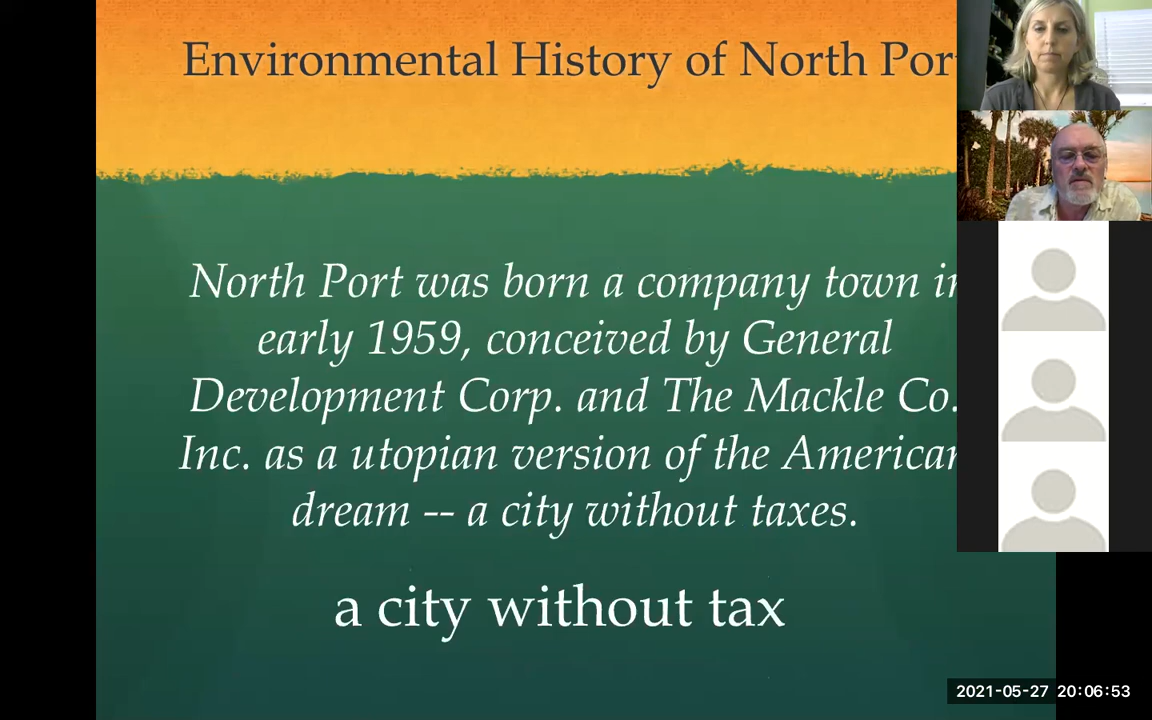 Environmental History of North Por
North Port was born a company town in
early 1959, conceived by General
Development Corp. and The Mackle Co.
Inc. as a utopian version of the American
dream -- a city without taxes.
a city without tax
2021-05-27 20:06:53